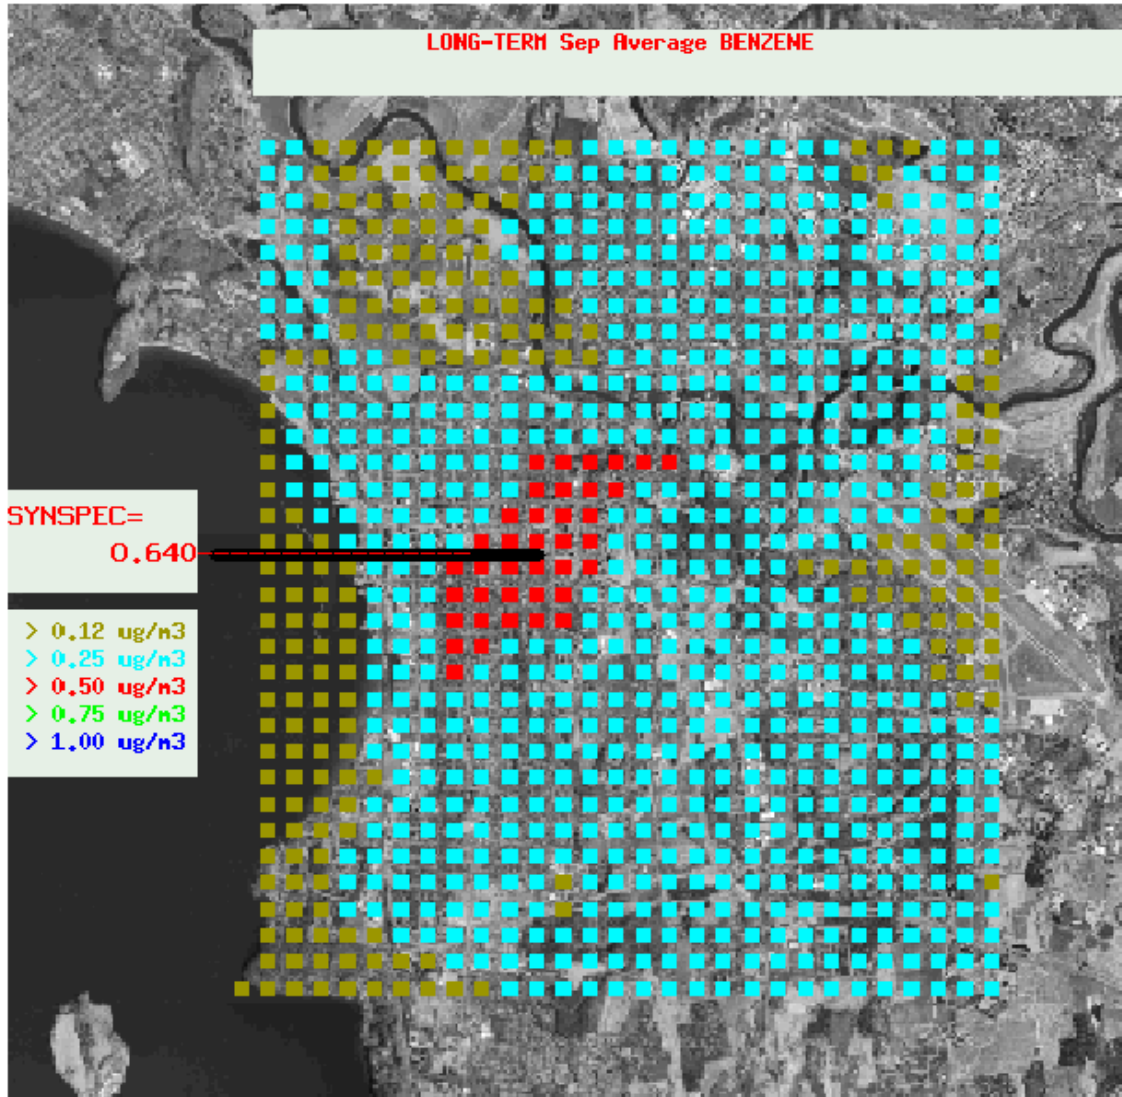 LONG-TERM Sep Average BENZENE
SYNSPEC=
0.640
> 0.12 ug/m3
> 0.25 ug/m3
> 0.50 ug/m3
> 0.75 ug/m3
> 1.00 ug/m3